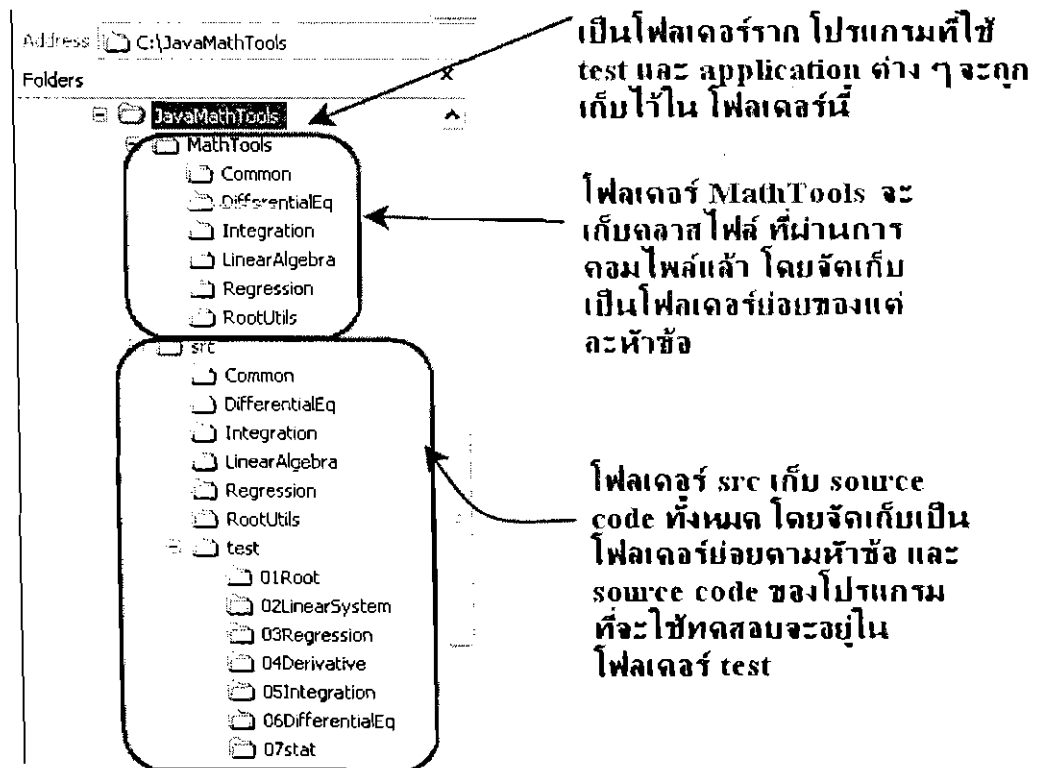 Address C:\JavaMathTools
Folders x
JavaMathTools
MathTools
Common
DifferentialEq
Integration
LinearAlgebra
Regression
RootUtils
src
Common
DifferentialEq
Integration
LinearAlgebra
Regression
RootUtils
test
01Root
02LinearSystem
03Regression
04Derivative
05Integration
06DifferentialEq
07stat
เป็นโฟลเดอร์ราก โปรแกรมที่ใช้
test และ application ต่าง ๆ จะถูก
เก็บไว้ใน โฟลเดอร์นี้
โฟลเดอร์ MathTools จะ
เก็บคลาสไฟล์ ที่ผ่านการ
คอมไพล์แล้ว โดยจัดเก็บ
เป็นโฟลเดอร์ย่อยของแต่
ละหัวข้อ
โฟลเดอร์ src เก็บ source
code ทั้งหมด โดยจัดเก็บเป็น
โฟลเดอร์ย่อยตามหัวข้อ และ
source code ของโปรแกรม
ที่จะใช้ทดสอบจะอยู่ใน
โฟลเดอร์ test